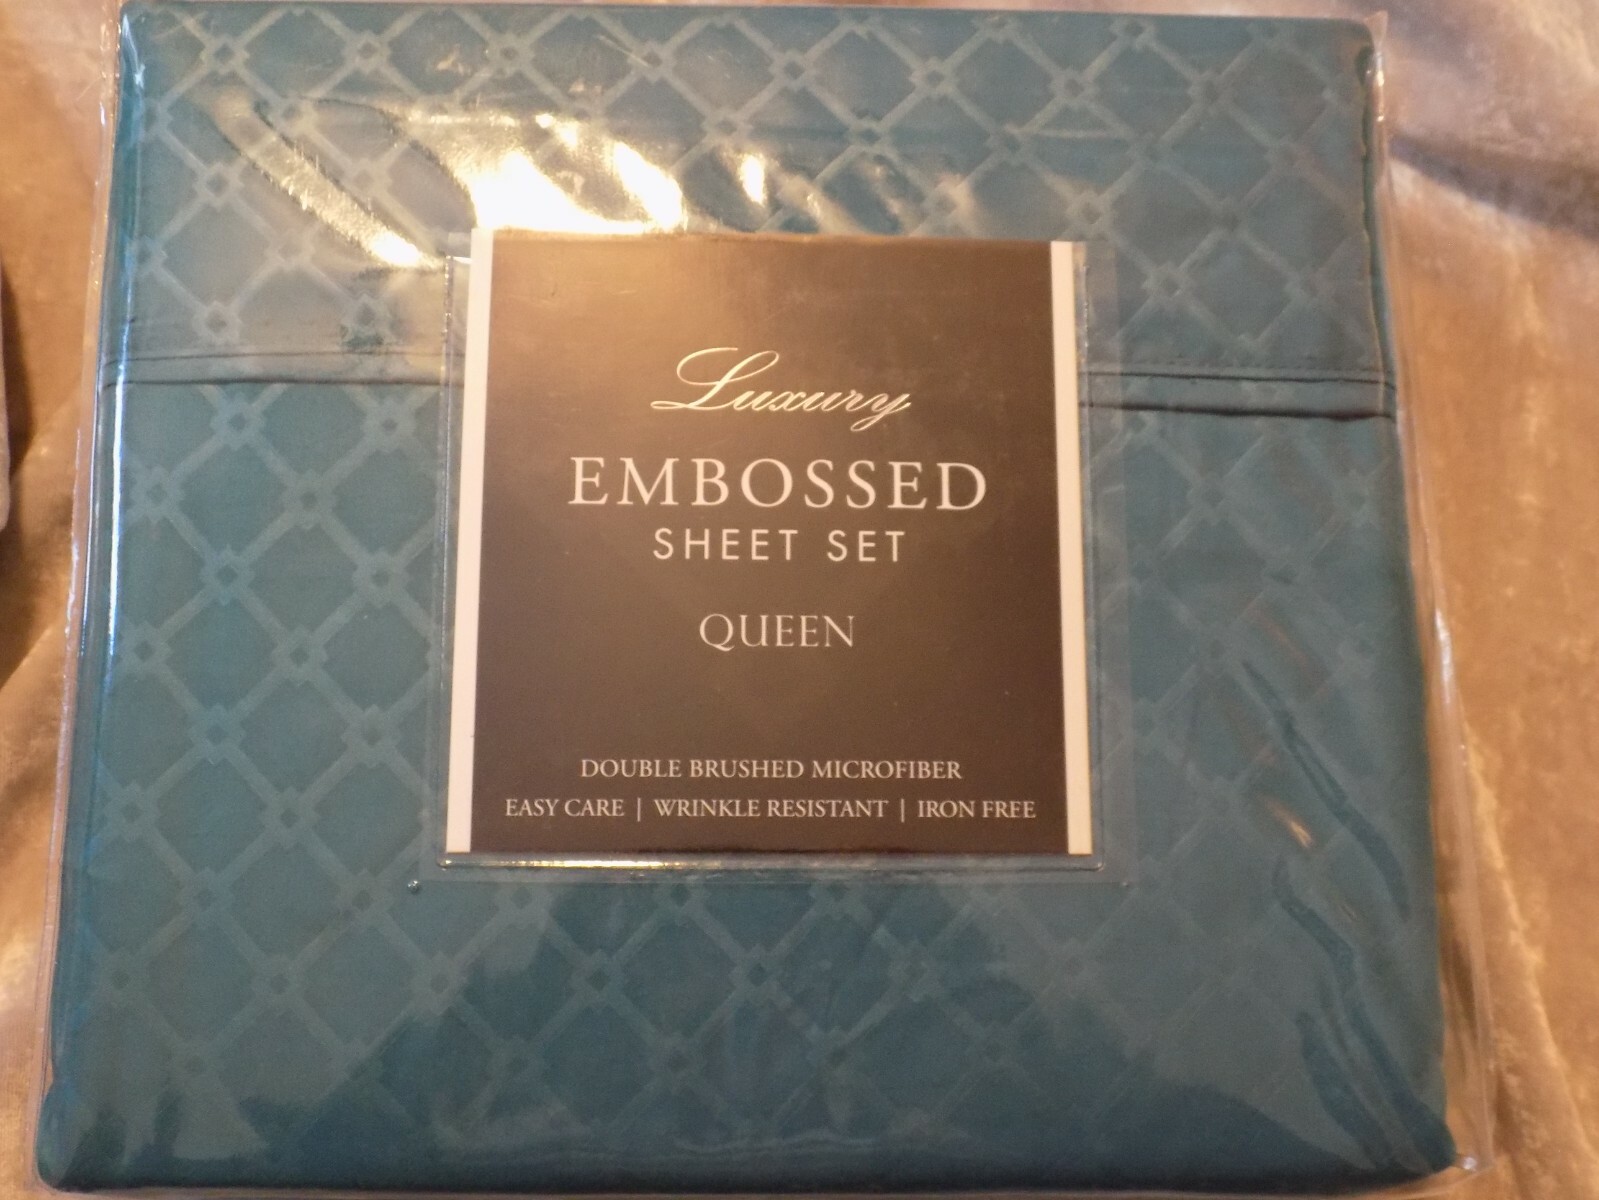 Luxury
EMBOSSED
SHEET SET
QUEEN
DOUBLE BRUSHED MICROFIBER
EASY CARE | WRINKLE RESISTANT | IRON FREE